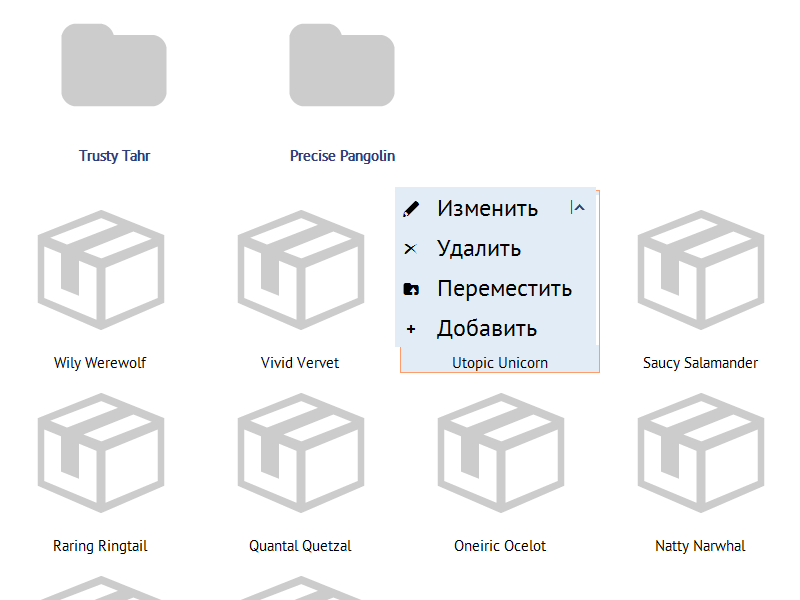 Trusty Tahr
Precise Pangolin
Изменить
Удалить
Переместить
Добавить
Wily Werewolf
Vivid Vervet
Utopic Unicorn
Saucy Salamander
Raring Ringtail
Quantal Quetzal
Oneiric Ocelot
Natty Narwhal